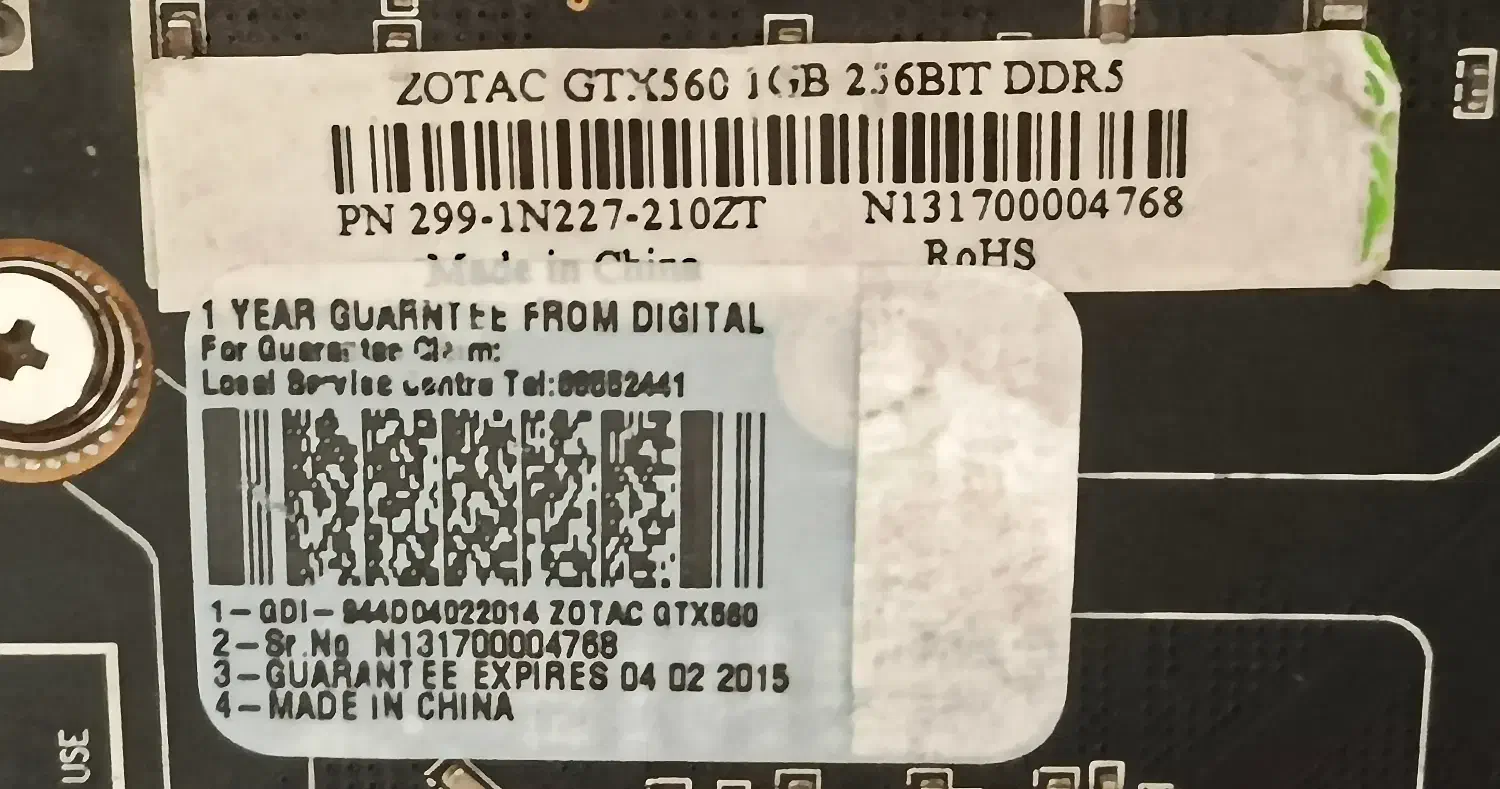 ZOTAC GTX560 1GB 256BIT DDR5
PN 299-1N227-210ZT N131700004768
Made in China RoHS
1 YEAR GUARNTEE FROM DIGITAL
For Guarantee Claim:
Local Service centre Tel:
1-GDI-944D04022014 ZOTAC GTX560
2-Sr.No N131700004768
3-GUARANTEE EXPIRES 04 02 2015
4-MADE IN CHINA
USE